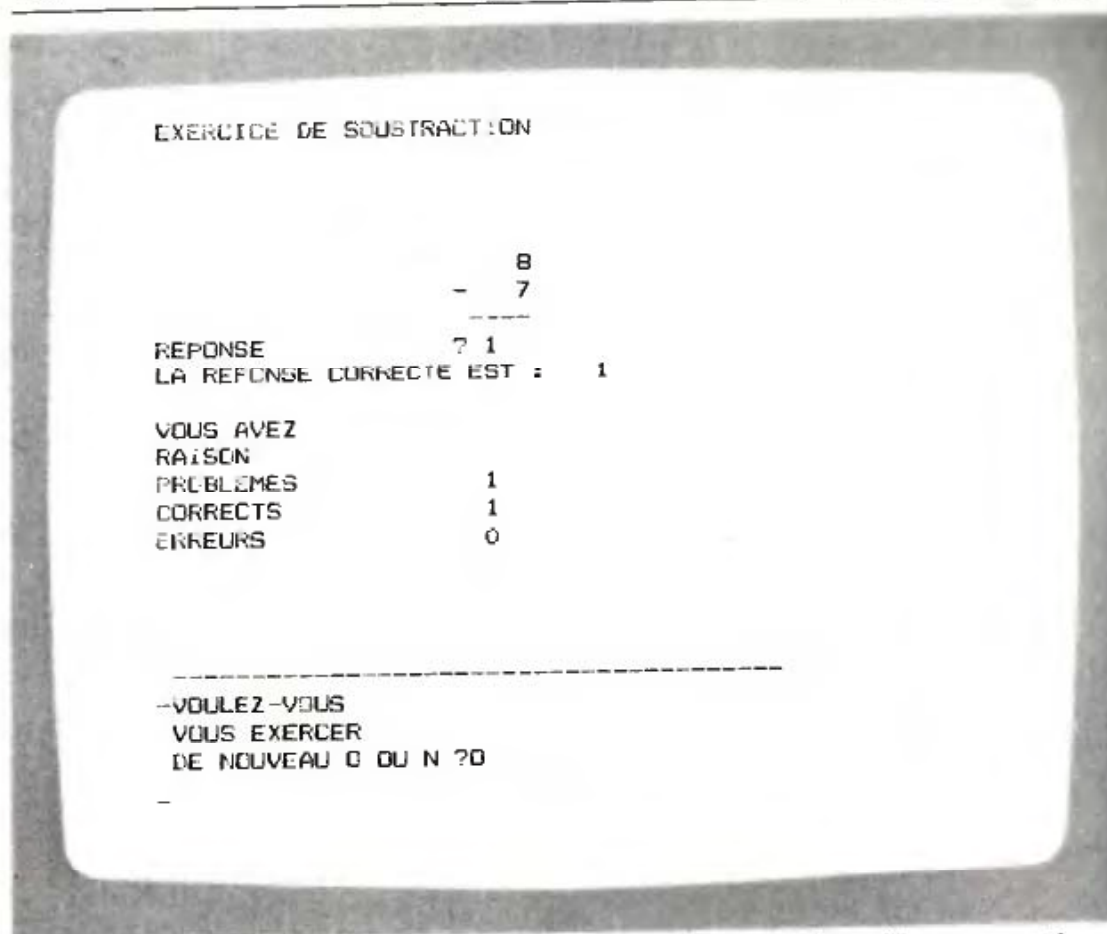 EXERCICE DE SOUSTRACTION
8
- 7
----
REPONSE ? 1
LA REPONSE CORRECTE EST : 1
VOUS AVEZ
RAISON
PROBLEMES 1
CORRECTS 1
ERREURS 0
----------------------------------------
-VOULEZ-VOUS
VOUS EXERCER
DE NOUVEAU O OU N ?O
-